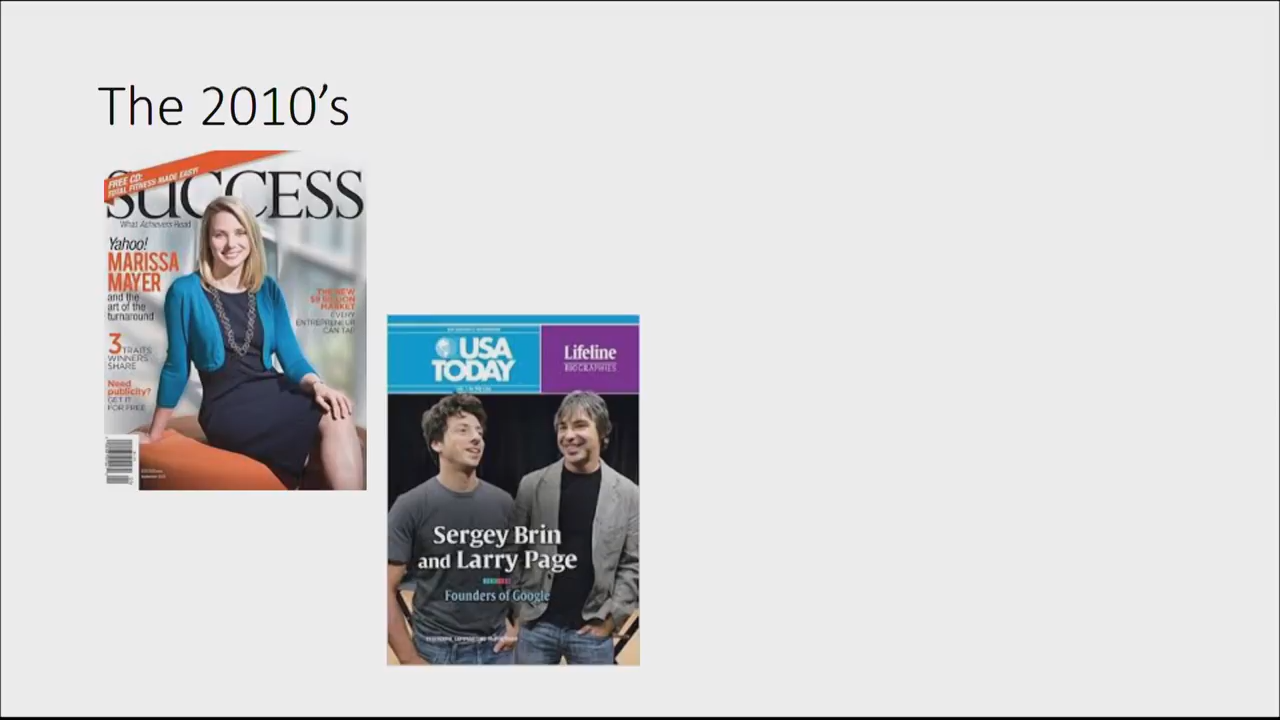 The 2010's
FREE CD:
TOTAL FITNESS MADE EASY!
SUCCESS
What Achievers Read
Yahoo!
MARISSA
MAYER
and the
art of the
turnaround
3 TRAITS
WINNERS
SHARE
Need
publicity?
GET IT
FOR FREE
THE NEW
$9 BILLION
MARKET
EVERY
ENTREPRENEUR
CAN TAP
USA
TODAY
Lifeline
BIOGRAPHIES
Sergey Brin
and Larry Page
Founders of Google